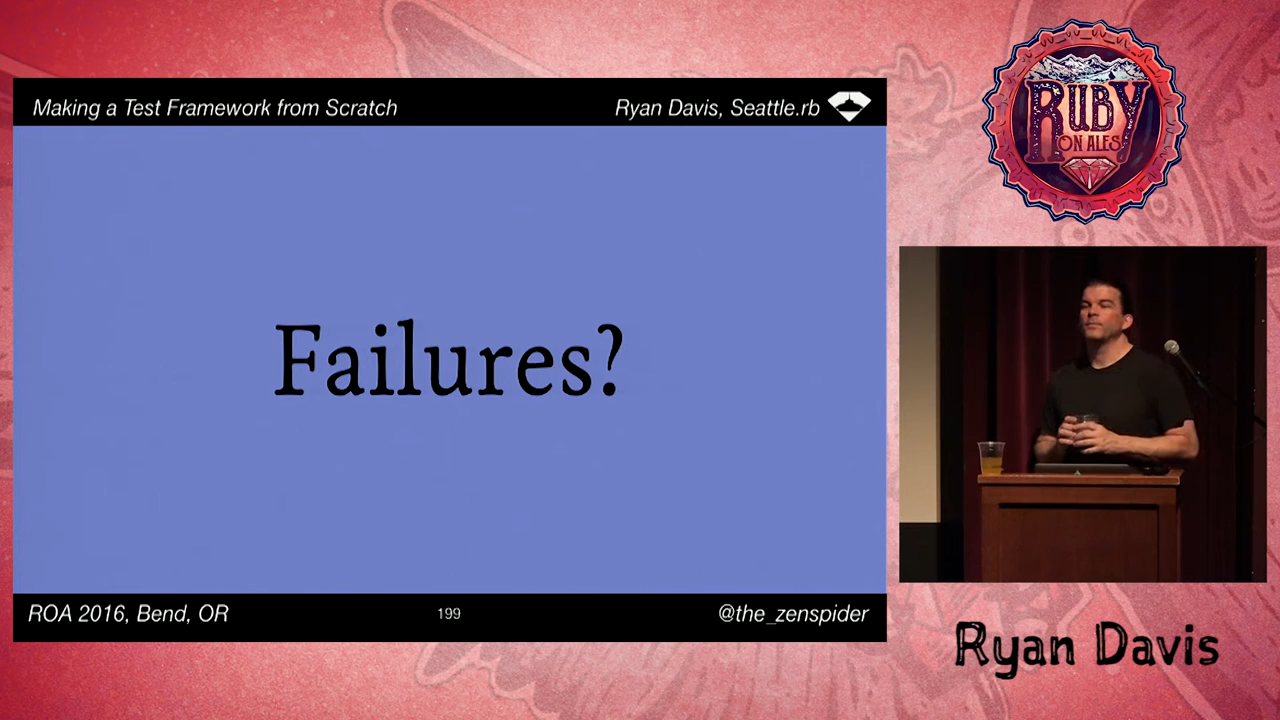 Making a Test Framework from Scratch
Ryan Davis, Seattle.rb
Failures?
ROA 2016, Bend, OR
199
@the_zenspider
RUBY
ON ALES
Ryan Davis